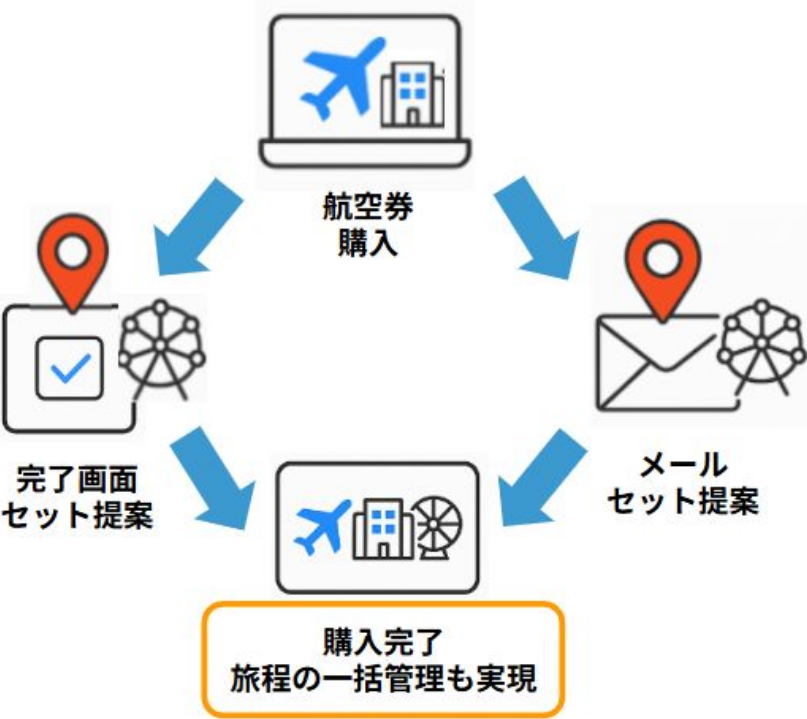 航空券
購入
完了画面
セット提案
メール
セット提案
購入完了
旅程の一括管理も実現